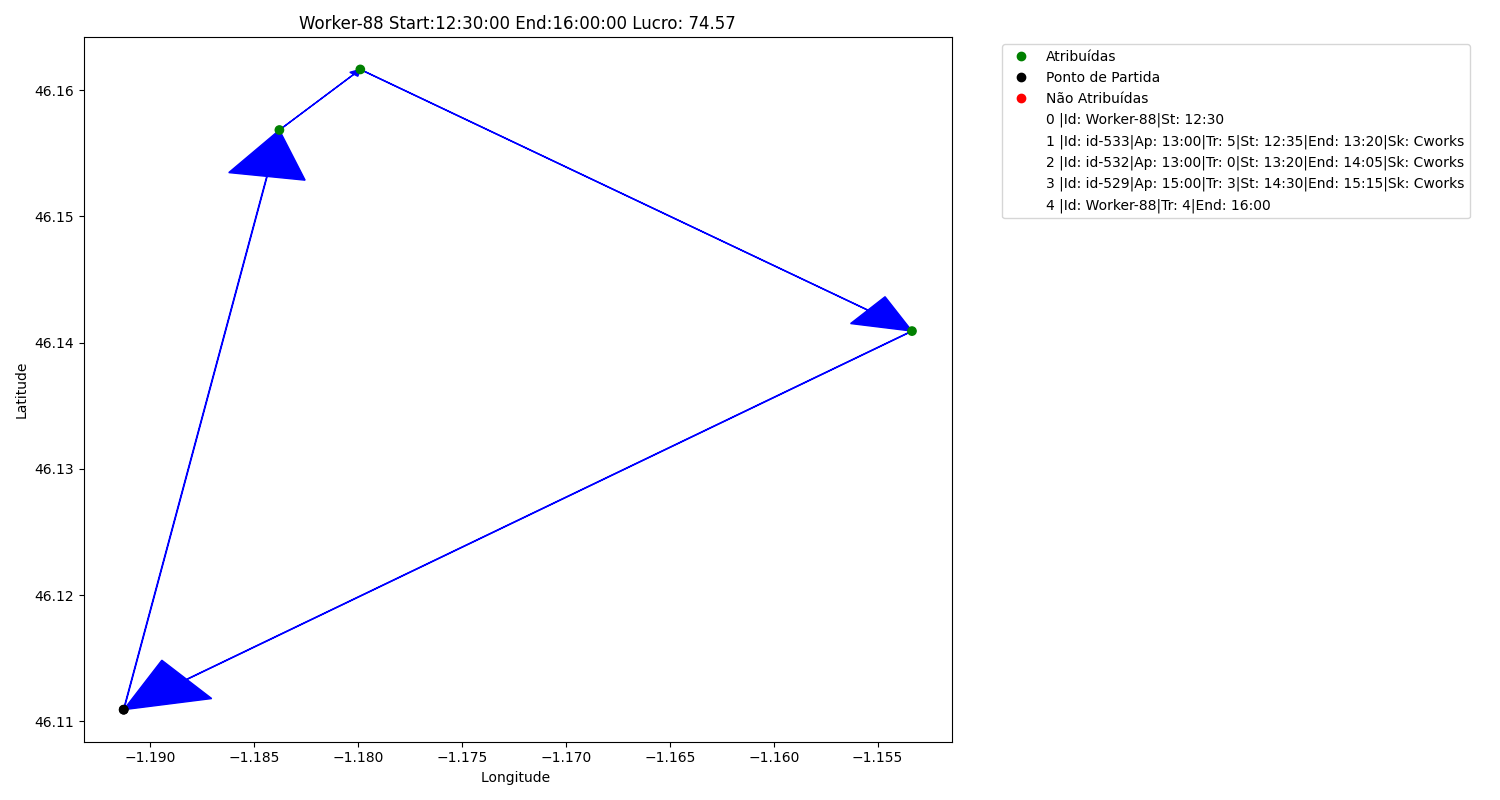 Worker-88 Start:12:30:00 End:16:00:00 Lucro: 74.57
Latitude
46.16
46.15
46.14
46.13
46.12
46.11
−1.190 −1.185 −1.180 −1.175 −1.170 −1.165 −1.160 −1.155
Longitude
Atribuídas
Ponto de Partida
Não Atribuídas
0 |Id: Worker-88|St: 12:30
1 |Id: id-533|Ap: 13:00|Tr: 5|St: 12:35|End: 13:20|Sk: Cworks
2 |Id: id-532|Ap: 13:00|Tr: 0|St: 13:20|End: 14:05|Sk: Cworks
3 |Id: id-529|Ap: 15:00|Tr: 3|St: 14:30|End: 15:15|Sk: Cworks
4 |Id: Worker-88|Tr: 4|End: 16:00